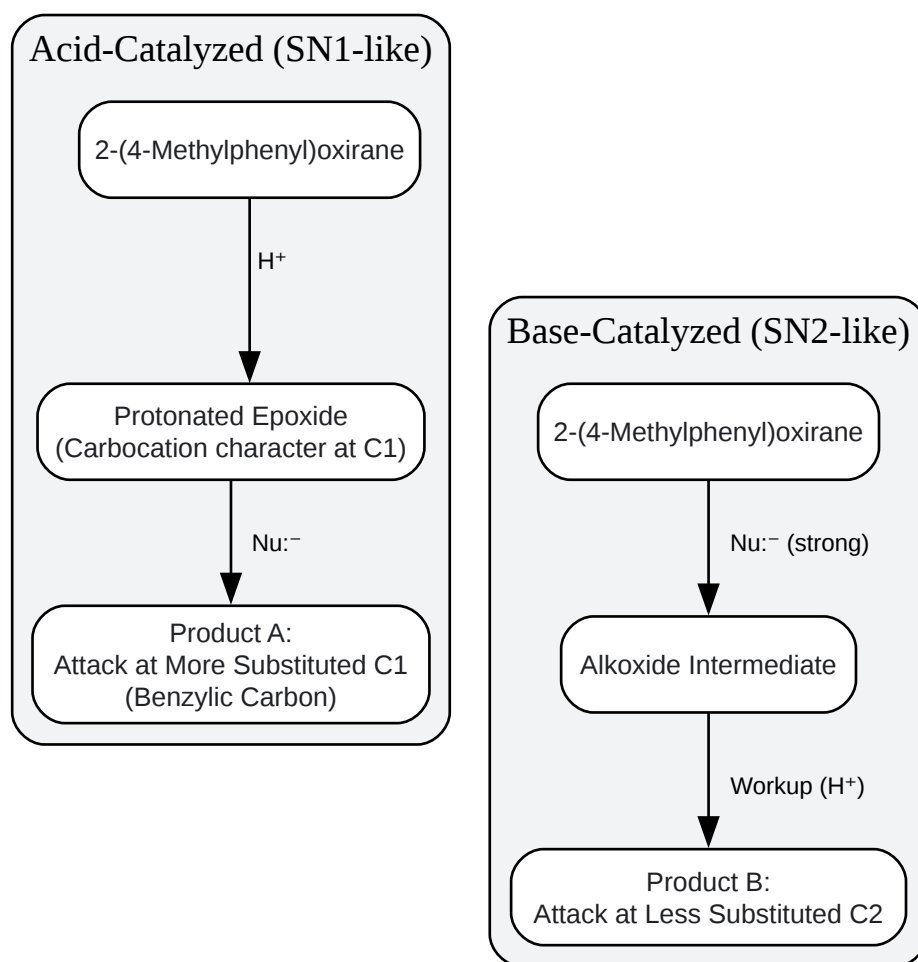 Acid-Catalyzed (SN1-like)
2-(4-Methylphenyl)oxirane
H⁺
Protonated Epoxide
(Carbocation character at C1)
Nu:⁻
Product A:
Attack at More Substituted C1
(Benzylic Carbon)
Base-Catalyzed (SN2-like)
2-(4-Methylphenyl)oxirane
Nu:⁻ (strong)
Alkoxide Intermediate
Workup (H⁺)
Product B:
Attack at Less Substituted C2